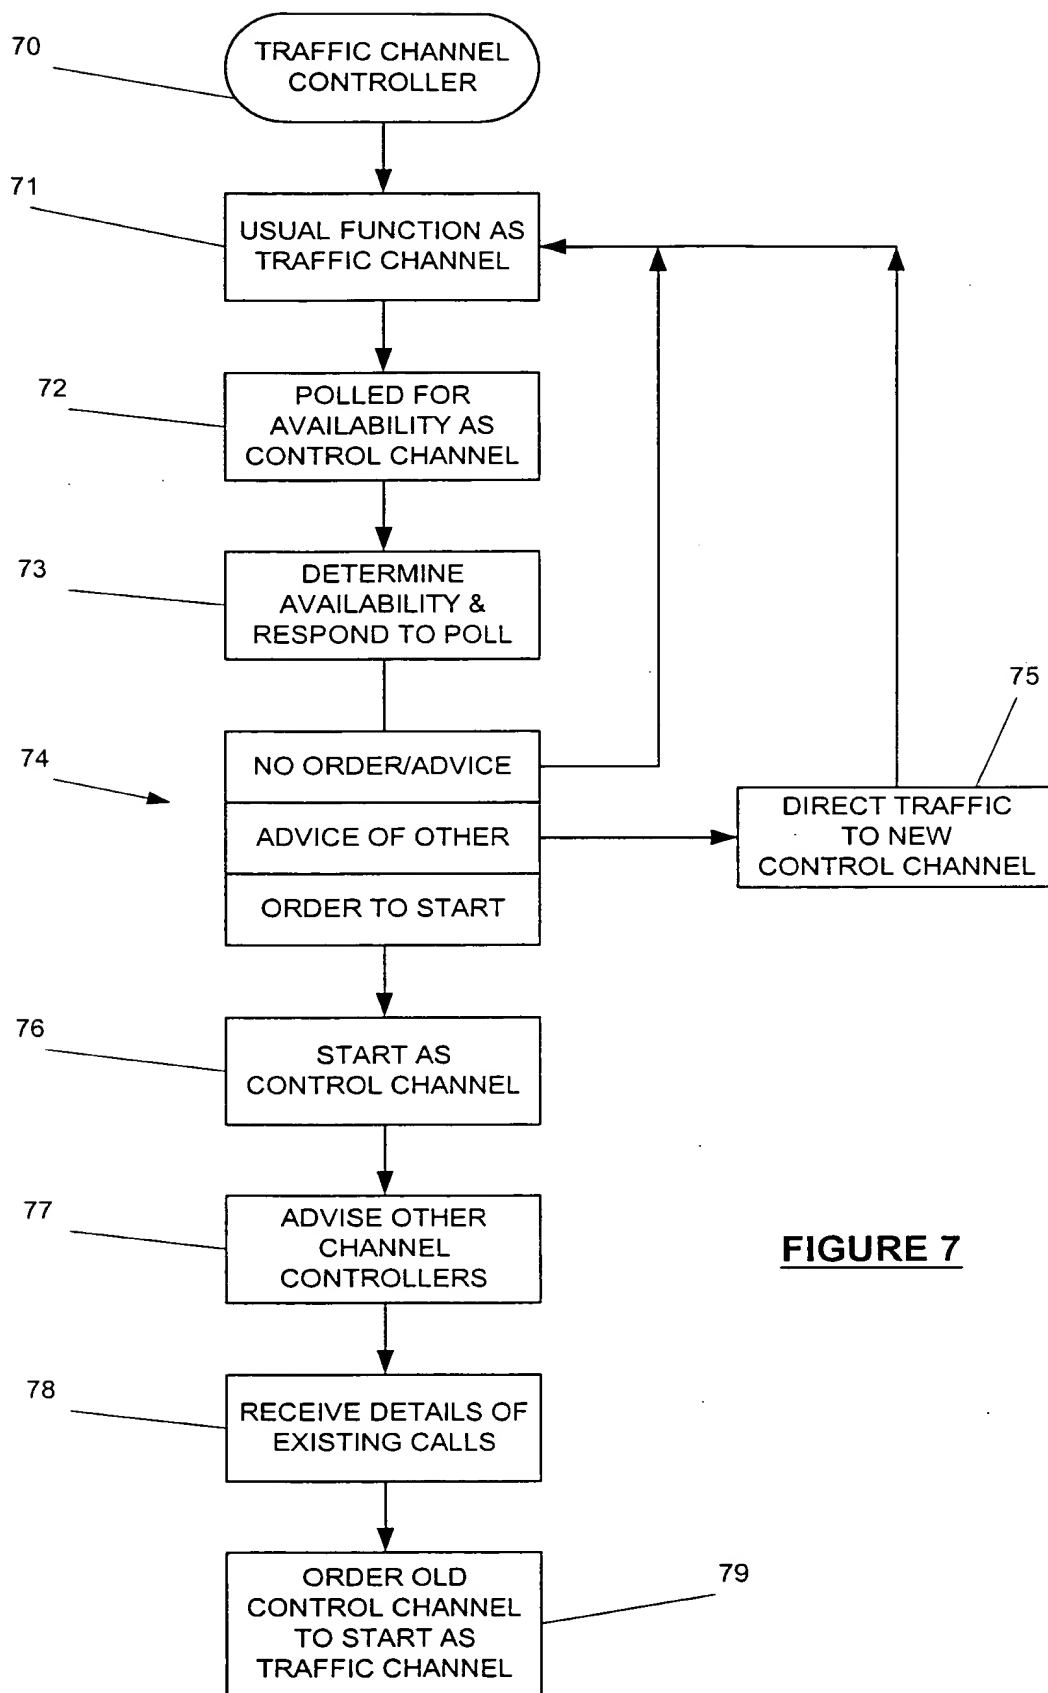 70
TRAFFIC CHANNEL
CONTROLLER
71
USUAL FUNCTION AS
TRAFFIC CHANNEL
72
POLLED FOR
AVAILABILITY AS
CONTROL CHANNEL
73
DETERMINE
AVAILABILITY &
RESPOND TO POLL
74
NO ORDER/ADVICE
ADVICE OF OTHER
ORDER TO START
75
DIRECT TRAFFIC
TO NEW
CONTROL CHANNEL
76
START AS
CONTROL CHANNEL
77
ADVISE OTHER
CHANNEL
CONTROLLERS
FIGURE 7
78
RECEIVE DETAILS OF
EXISTING CALLS
79
ORDER OLD
CONTROL CHANNEL
TO START AS
TRAFFIC CHANNEL